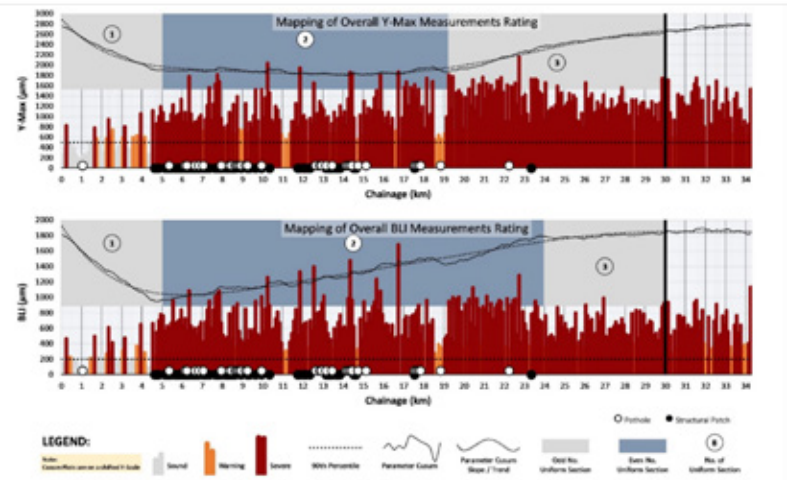 Mapping of Overall Y-Max Measurements Rating
Y-Max (µm)
3000
2800
2600
2400
2200
2000
1800
1600
1400
1200
1000
800
600
400
200
0
1
2
3
0 1 2 3 4 5 6 7 8 9 10 11 12 13 14 15 16 17 18 19 20 21 22 23 24 25 26 27 28 29 30 31 32 33 34
Chainage (km)
Mapping of Overall BLI Measurements Rating
BLI (µm)
2000
1800
1600
1400
1200
1000
800
600
400
200
0
1
2
3
0 1 2 3 4 5 6 7 8 9 10 11 12 13 14 15 16 17 18 19 20 21 22 23 24 25 26 27 28 29 30 30 32 33 34
Chainage (km)
Pothole Structural Patch
LEGEND:
Sound
Warning
Severe
90th Percentile
Parameter Cusum
Parameter Cusum
Slope / Trend
Odd No.
Uniform Section
Even No.
Uniform Section
No. of
Uniform Section